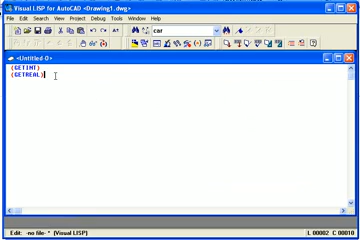 Visual LISP for AutoCAD <Drawing1.dwg>
File Edit Search View Project Debug Tools Window Help
car
<Untitled-0>
(GETINT)
(GETREAL)
Edit: -no file- * (Visual LISP)
L 00002 C 00010